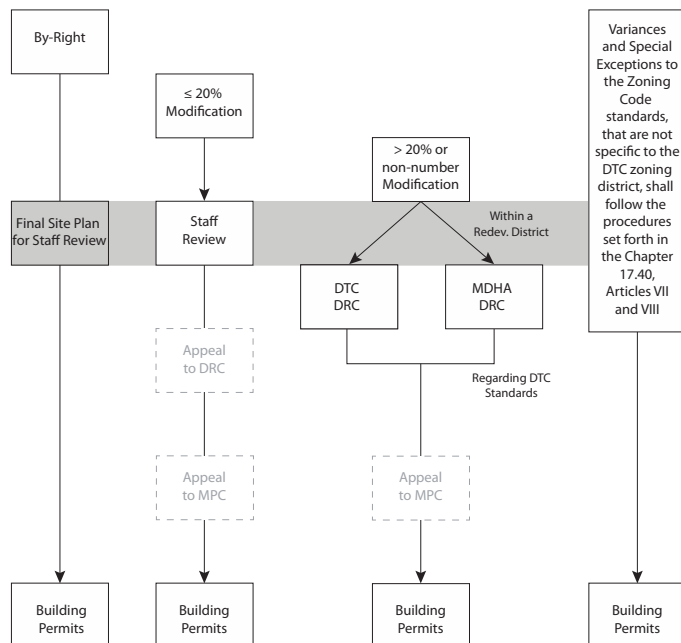 By-Right
Final Site Plan
for Staff Review
Building
Permits
≤ 20%
Modification
Staff
Review
Appeal
to DRC
Appeal
to MPC
Building
Permits
> 20% or
non-number
Modification
Within a
Redev. District
DTC
DRC
MDHA
DRC
Regarding DTC
Standards
Appeal
to MPC
Building
Permits
Variances
and Special
Exceptions to
the Zoning
Code
standards,
that are not
specific to the
DTC zoning
district, shall
follow the
procedures
set forth in
the Chapter
17.40,
Articles VII
and VIII
Building
Permits